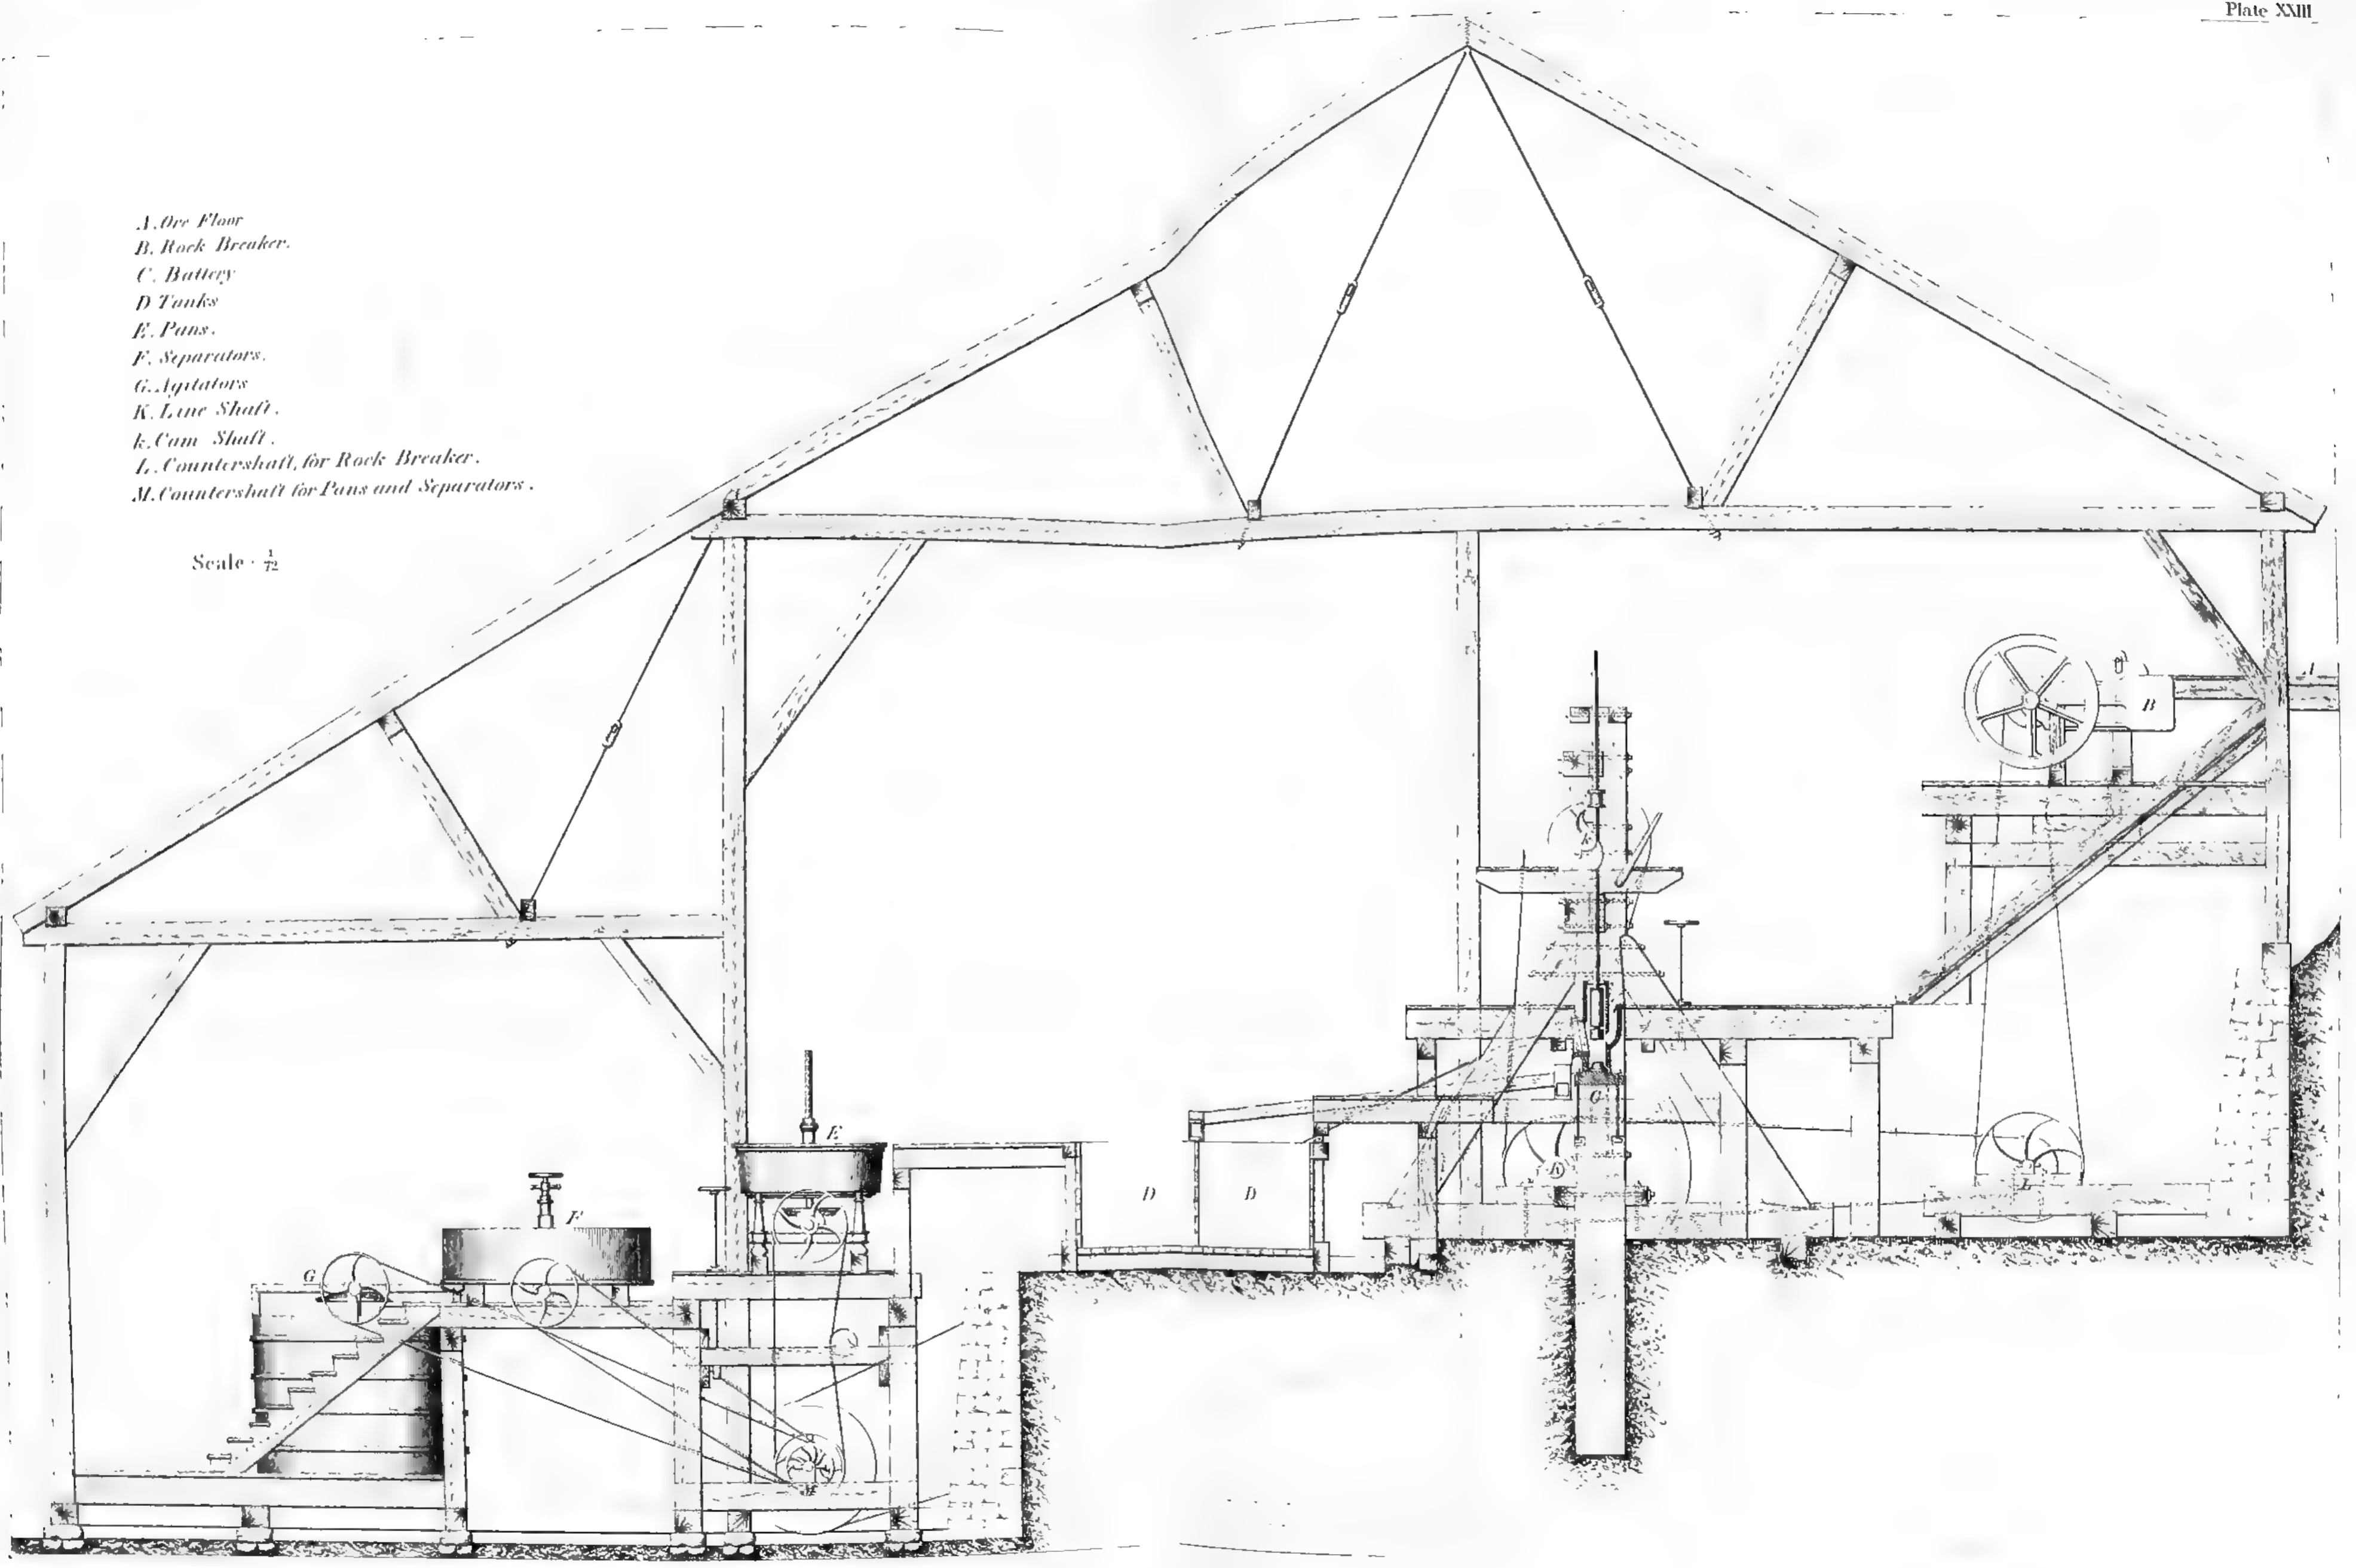 Plate XXIII
A. Ore Floor
B. Rock Breaker.
C. Battery
D Tanks
E. Pans.
F. Separators.
G. Agitators
K. Line Shaft.
k. Cam Shaft.
L. Countershaft, for Rock Breaker.
M. Countershaft for Pans and Separators.
Scale · 1/72
A
B
k
E
C
D
D
K
L
F
G
M